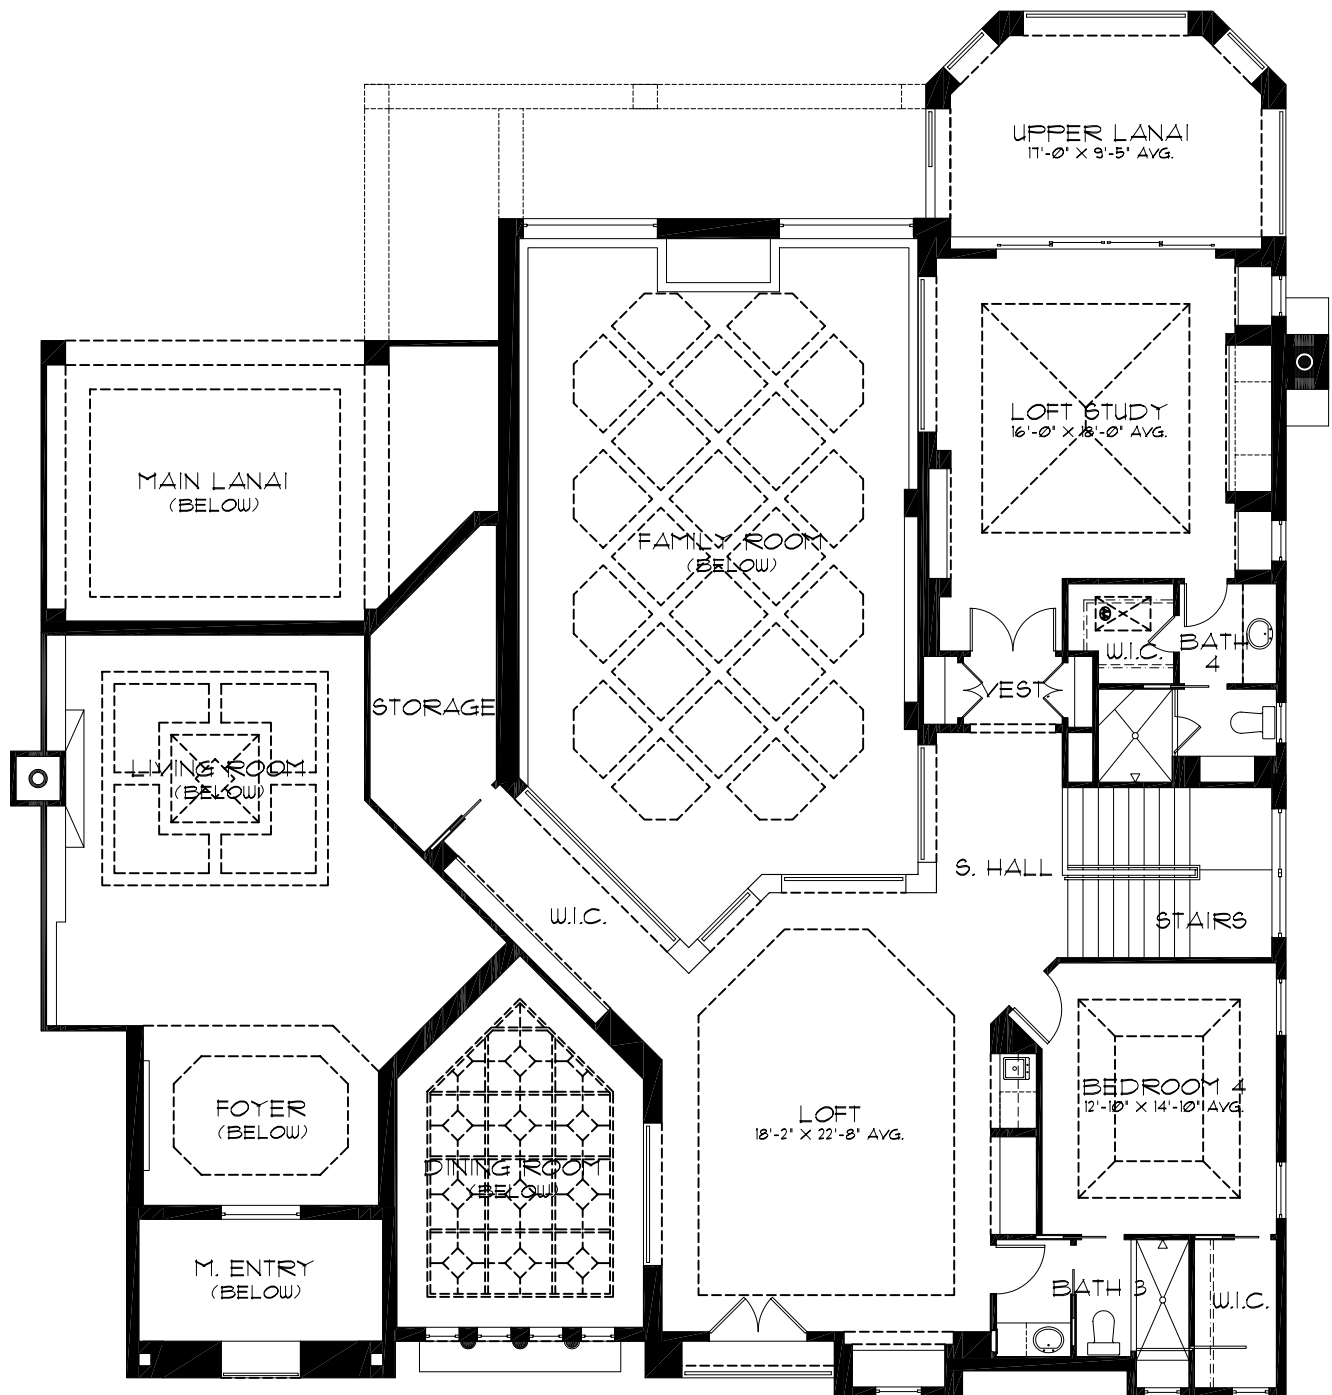 UPPER LANAI
17'-0" X 9'-5" AVG.
LOFT STUDY
16'-0" X 18'-0" AVG.
MAIN LANAI
(BELOW)
FAMILY ROOM
(BELOW)
W.I.C.
BATH
4
VEST.
STORAGE
LIVING ROOM
(BELOW)
S. HALL
W.I.C.
STAIRS
BEDROOM 4
12'-10" X 14'-10" AVG.
FOYER
(BELOW)
LOFT
18'-2" X 22'-8" AVG.
DINING ROOM
(BELOW)
M. ENTRY
(BELOW)
BATH 3
W.I.C.